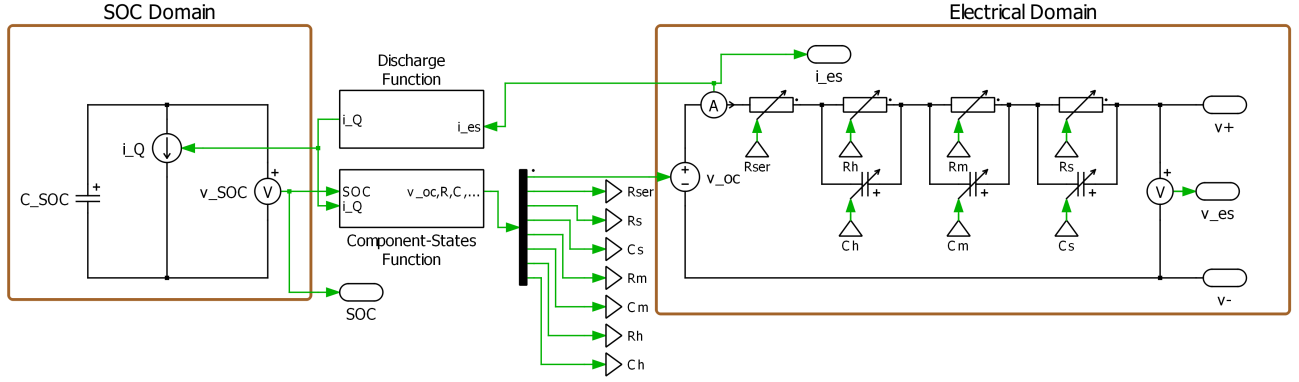 SOC Domain
Electrical Domain
Discharge
Function
i_es
i_Q
i_es
A
v+
i_Q
Rser
Rh
Rm
Rs
SOC
v_oc,R,C,...
i_Q
C_SOC
v_SOC
V
v_oc
V
v_es
Component-States
Function
Rser
Rs
Cs
Rm
Cm
Rh
Ch
Ch
Cm
Cs
SOC
v-